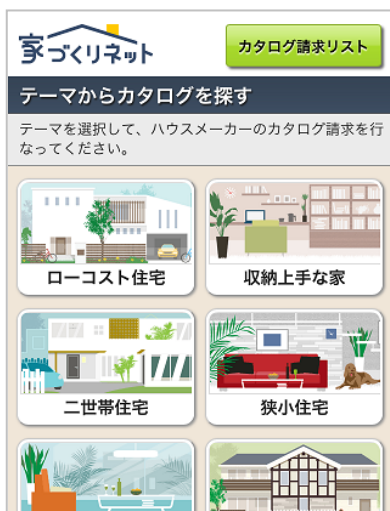 家づくりネット
カタログ請求リスト
テーマからカタログを探す
テーマを選択して、ハウスメーカーのカタログ請求を行
なってください。
ローコスト住宅
収納上手な家
二世帯住宅
狭小住宅